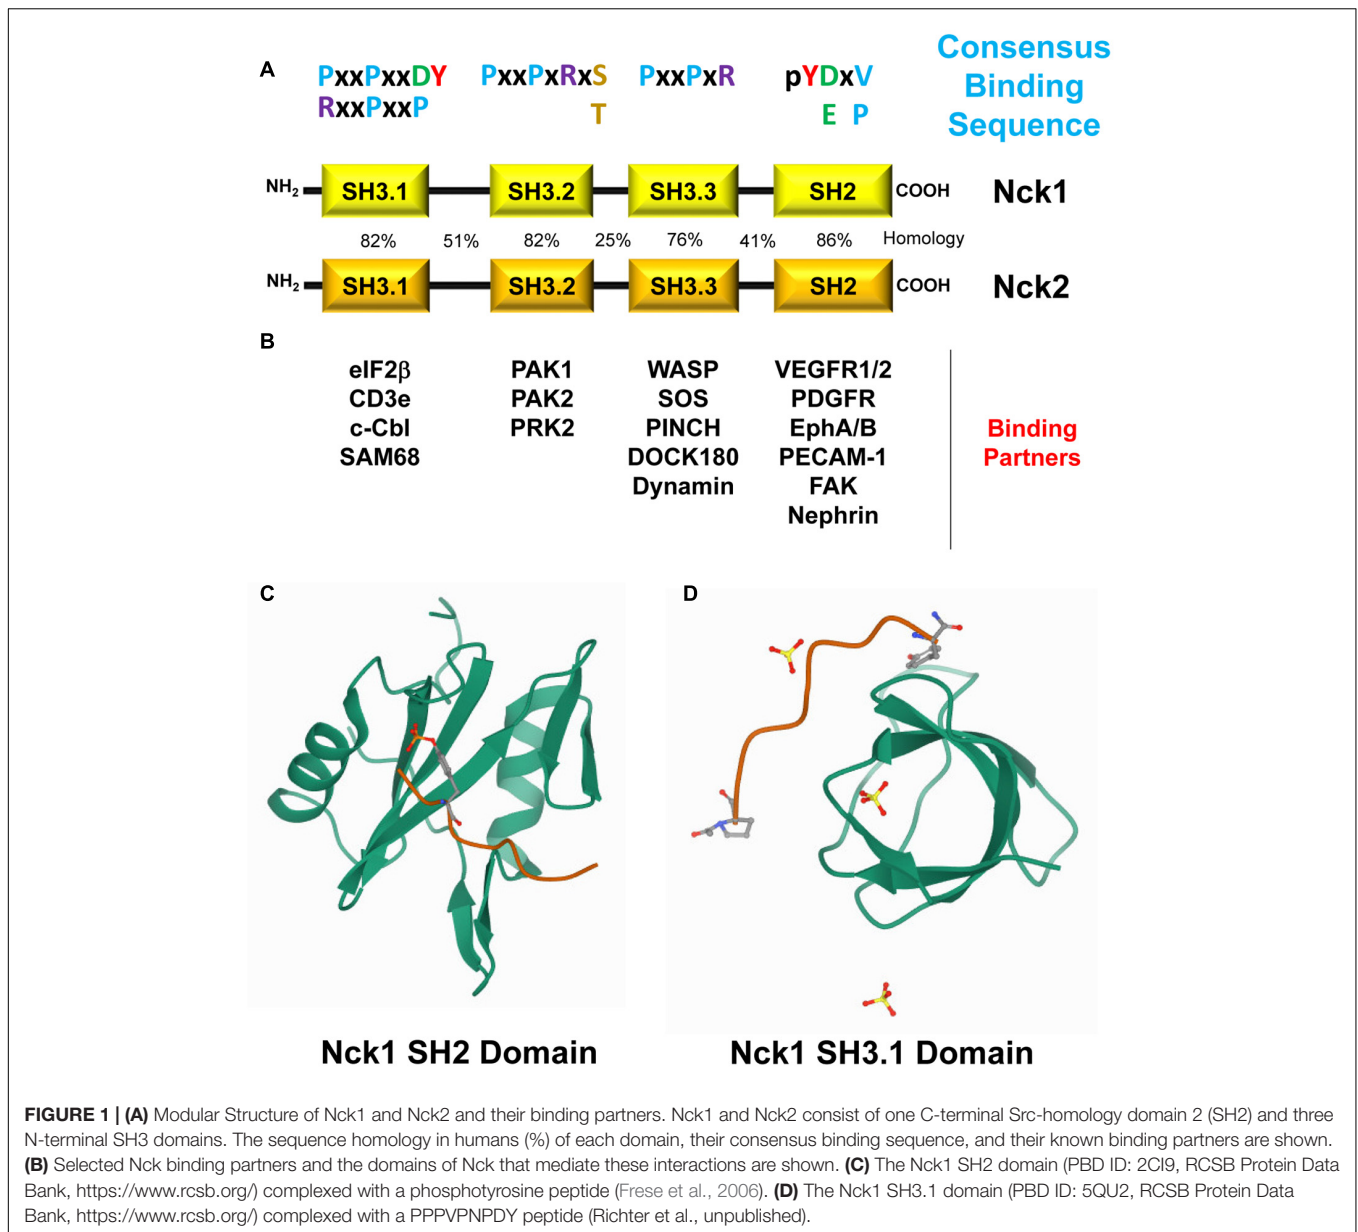 A
PxxPxxDY PxxPxRxS PxxPxR pYDxV
RxxPxxP T E P
Consensus
Binding
Sequence
NH2 SH3.1 SH3.2 SH3.3 SH2 COOH Nck1
82% 51% 82% 25% 76% 41% 86% Homology
NH2 SH3.1 SH3.2 SH3.3 SH2 COOH Nck2
B
eIF2β PAK1 WASP VEGFR1/2
CD3e PAK2 SOS PDGFR
c-Cbl PRK2 PINCH EphA/B
SAM68 DOCK180 PECAM-1
Dynamin FAK
Nephrin
Binding
Partners
C D
Nck1 SH2 Domain Nck1 SH3.1 Domain
FIGURE 1 | (A) Modular Structure of Nck1 and Nck2 and their binding partners. Nck1 and Nck2 consist of one C-terminal Src-homology domain 2 (SH2) and three
N-terminal SH3 domains. The sequence homology in humans (%) of each domain, their consensus binding sequence, and their known binding partners are shown.
(B) Selected Nck binding partners and the domains of Nck that mediate these interactions are shown. (C) The Nck1 SH2 domain (PBD ID: 2CI9, RCSB Protein Data
Bank, https://www.rcsb.org/) complexed with a phosphotyrosine peptide (Frese et al., 2006). (D) The Nck1 SH3.1 domain (PBD ID: 5QU2, RCSB Protein Data
Bank, https://www.rcsb.org/) complexed with a PPPVPNPDY peptide (Richter et al., unpublished).